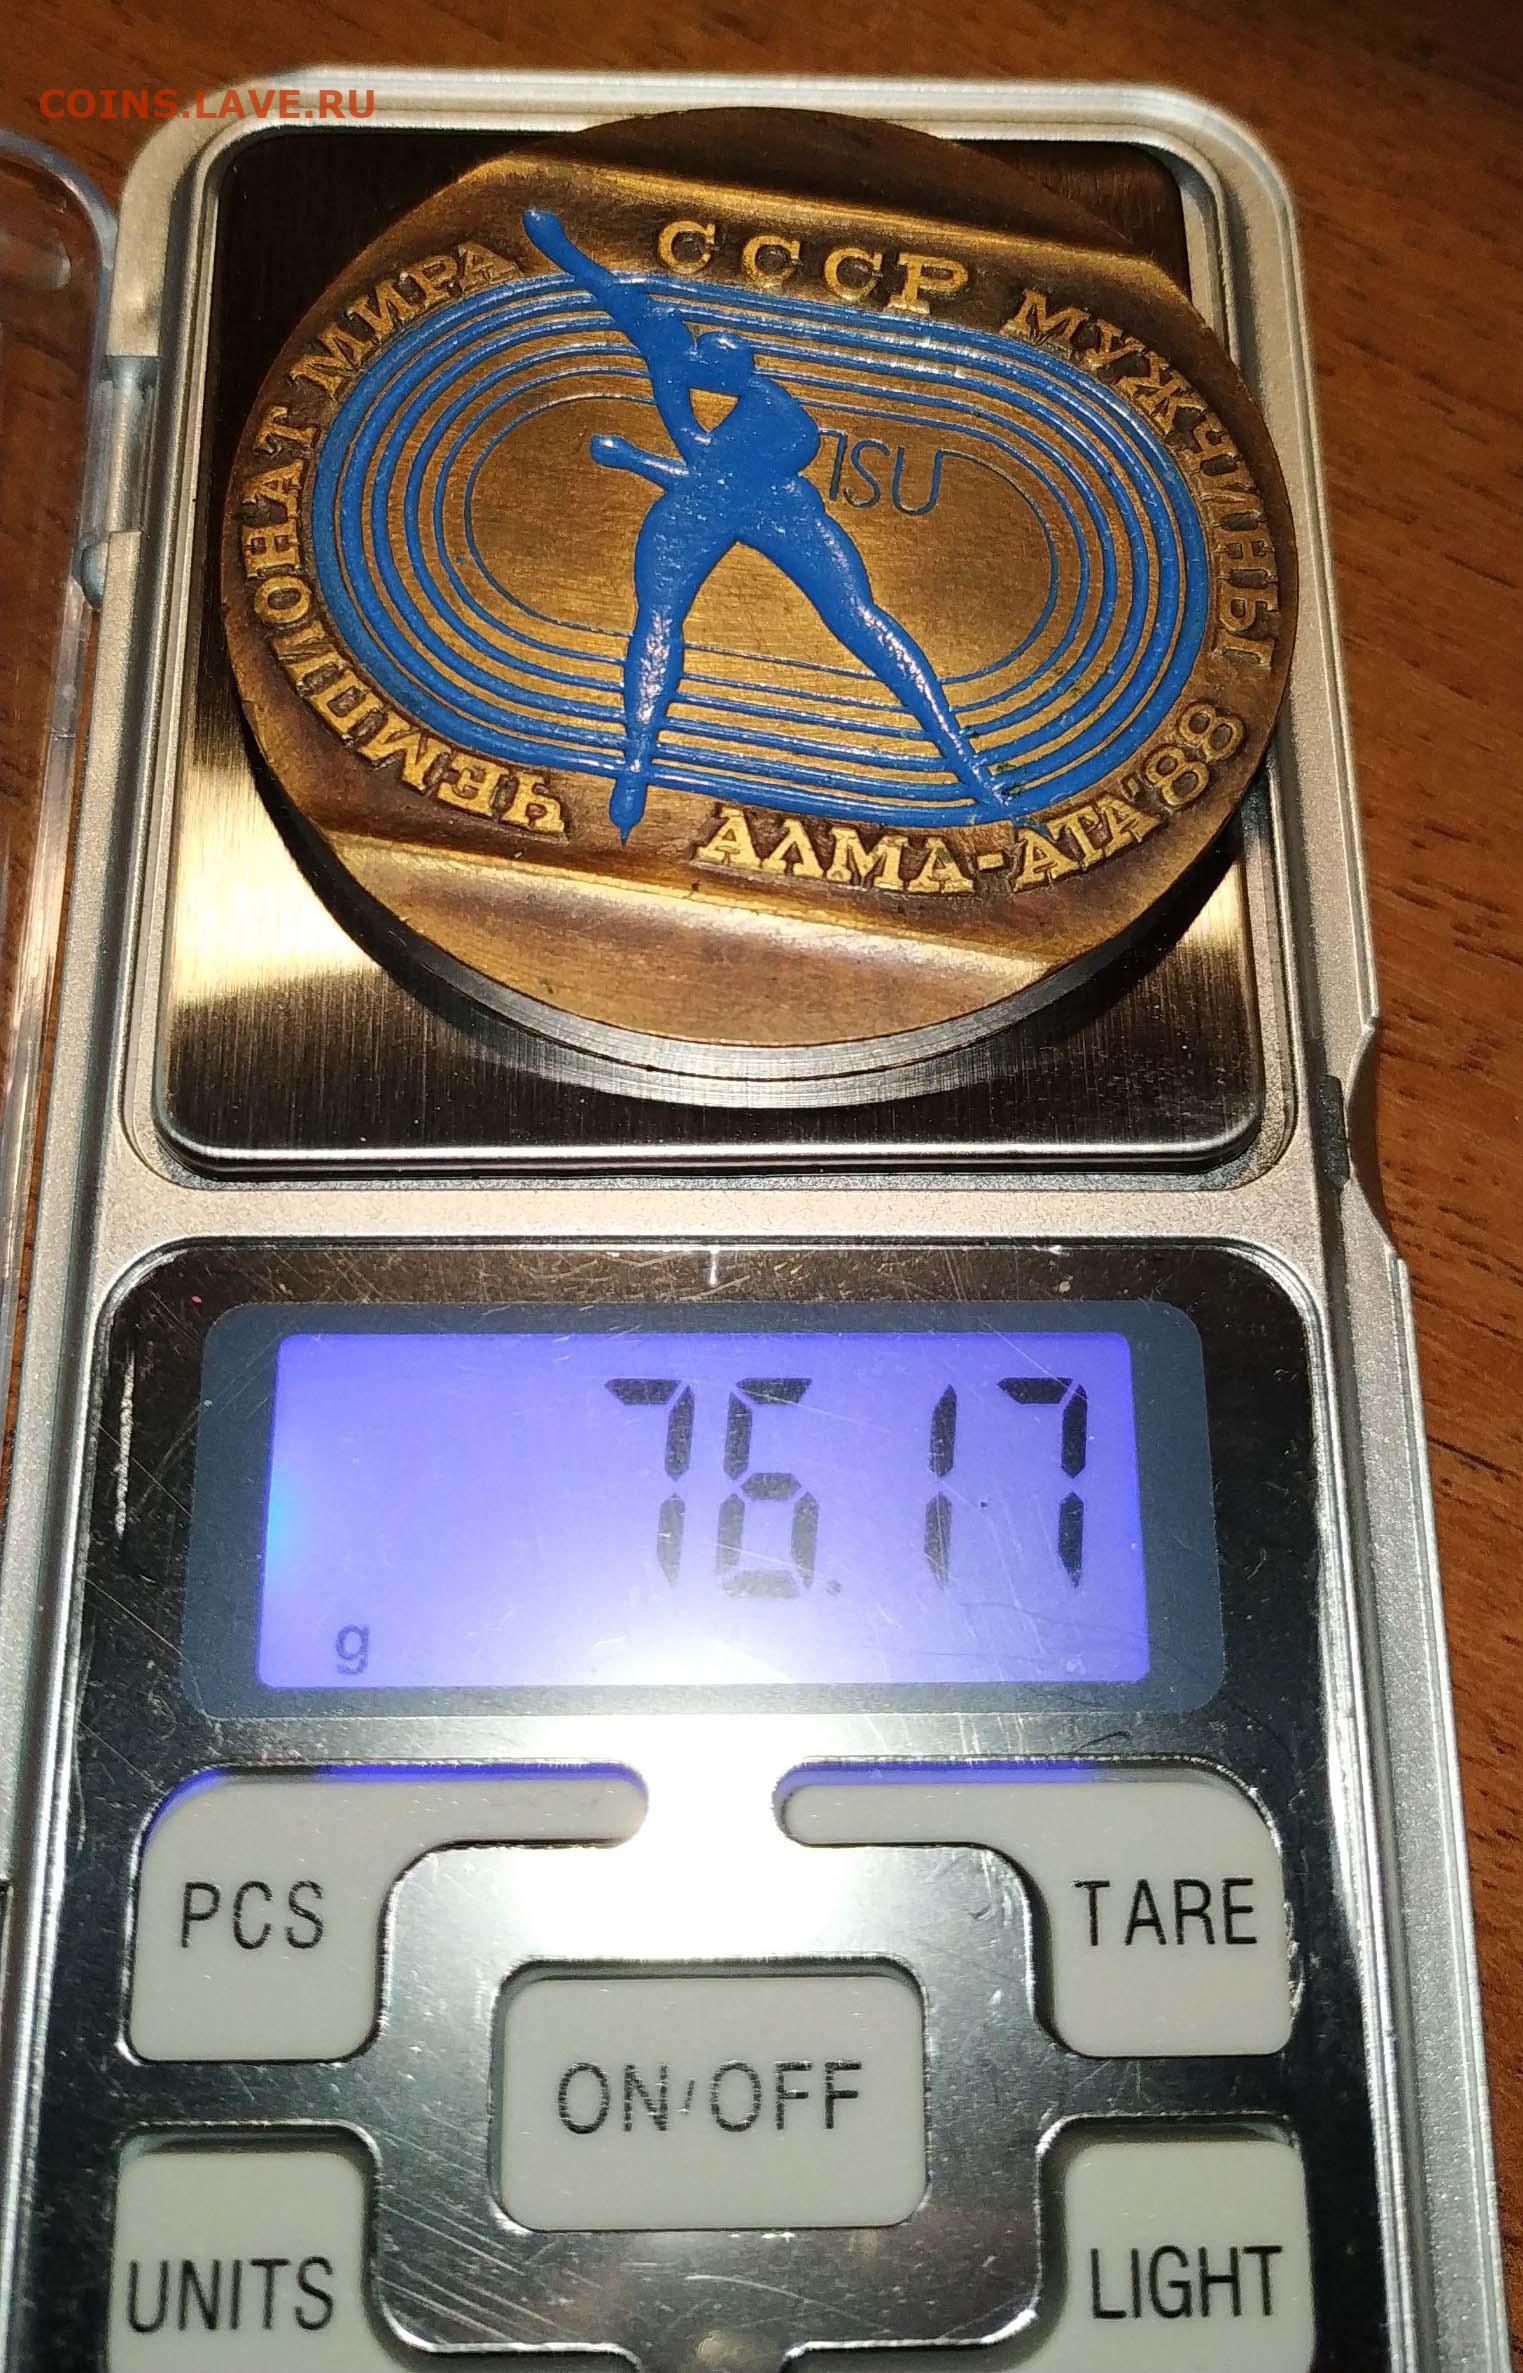 COINS.LAVE.RU
ЧЕМПИОНАТ МИРА СССР МУЖЧИНЫ
ISU
АЛМА-АТА'88
76.17
g
PCS
TARE
ON/OFF
UNITS
LIGHT